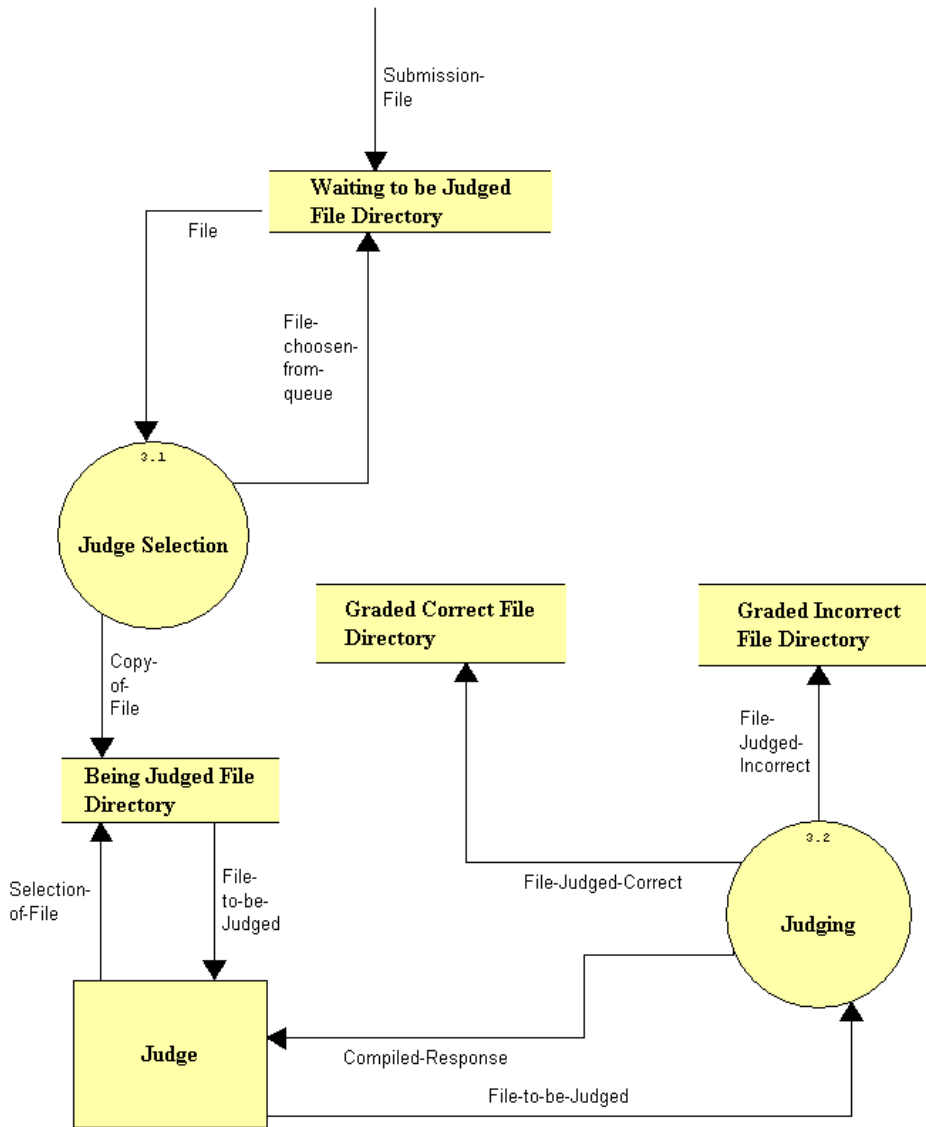 Submission-
File
Waiting to be Judged
File Directory
File
File-
choosen-
from-
queue
3.1
Judge Selection
Graded Correct File
Directory
Graded Incorrect
File Directory
Copy-
of-
File
File-
Judged-
Incorrect
Being Judged File
Directory
3.2
Selection-
of-File
File-
to-be-
Judged
File-Judged-Correct
Judging
Judge
Compiled-Response
File-to-be-Judged